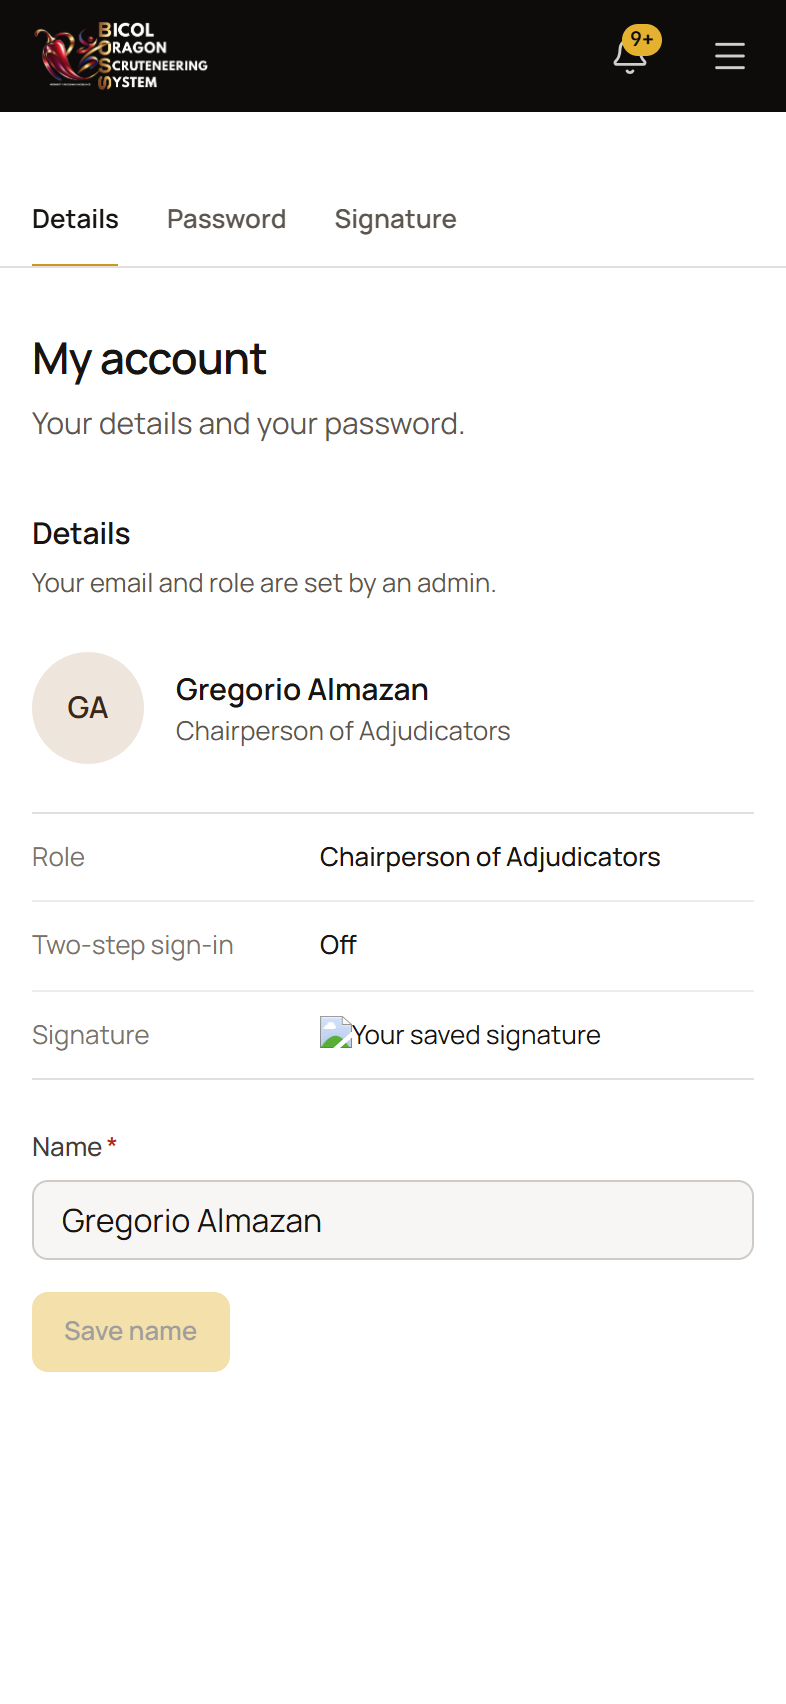 BICOL
DRAGON
SCRUTENEERING
SYSTEM
9+
Details Password Signature
My account
Your details and your password.
Details
Your email and role are set by an admin.
GA
Gregorio Almazan
Chairperson of Adjudicators
Role Chairperson of Adjudicators
Two-step sign-in Off
Signature Your saved signature
Name *
Gregorio Almazan
Save name